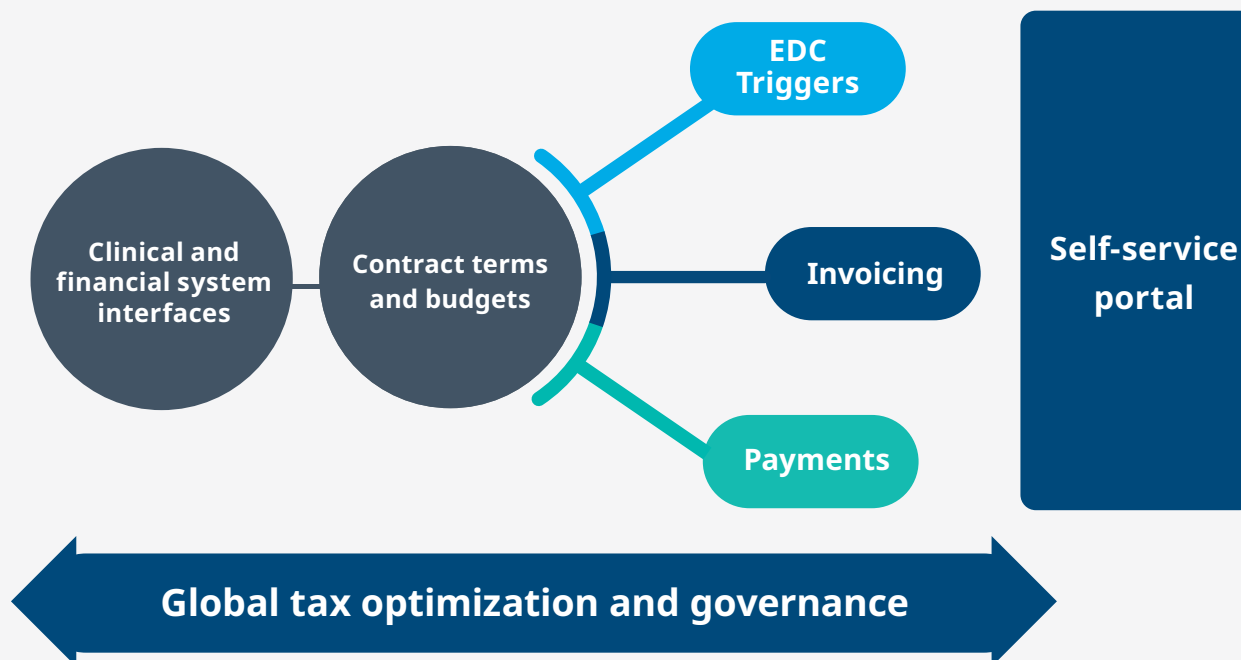 EDC
Triggers
Clinical and
financial system
interfaces
Contract terms
and budgets
Invoicing
Payments
Self-service
portal
Global tax optimization and governance